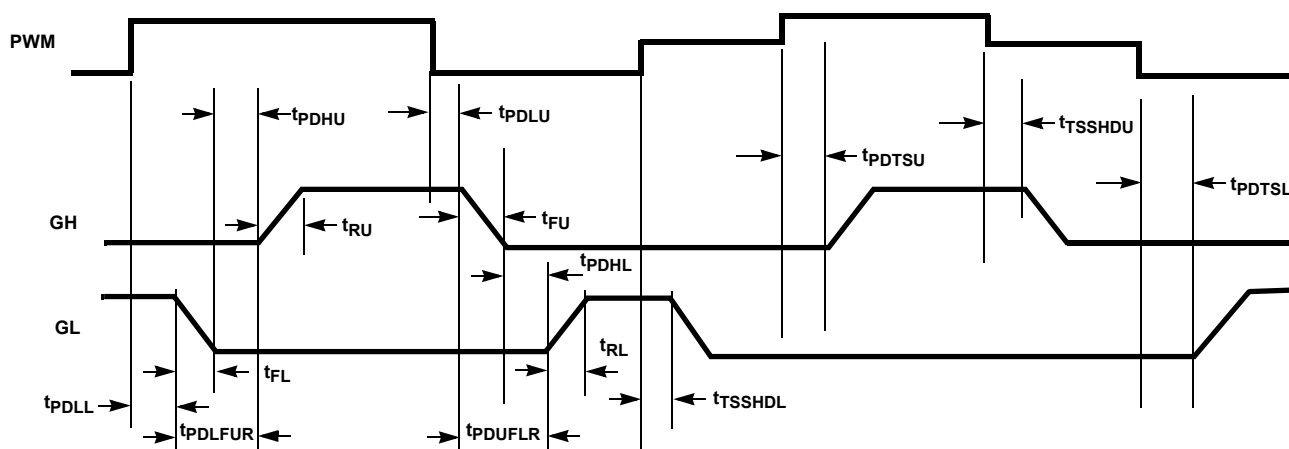 PWM
tPDHU
tPDLU
tTSSHDU
tPDTSU
tPDTSL
GH
tRU
tFU
tPDHL
GL
tRL
tFL
tPDLL
tTSSHDL
tPDLFUR
tPDUFLR